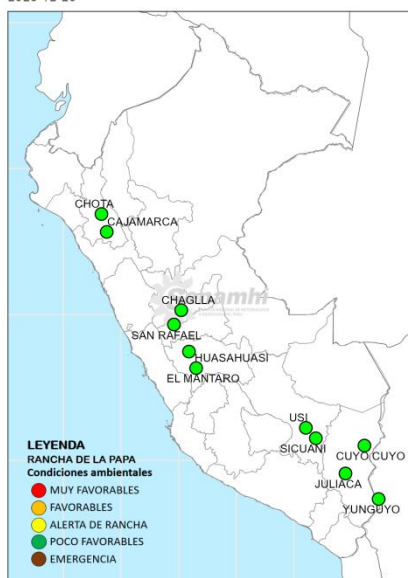 CHOTA
CAJAMARCA
Senamhi
CHAGLLA
SAN RAFAEL
HUASAHUASI
EL MANTARO
USI
SICUANI
CUYO CUYO
JULIACA
YUNGUYO
LEYENDA
RANCHA DE LA PAPA
Condiciones ambientales
MUY FAVORABLES
FAVORABLES
ALERTA DE RANCHA
POCO FAVORABLES
EMERGENCIA